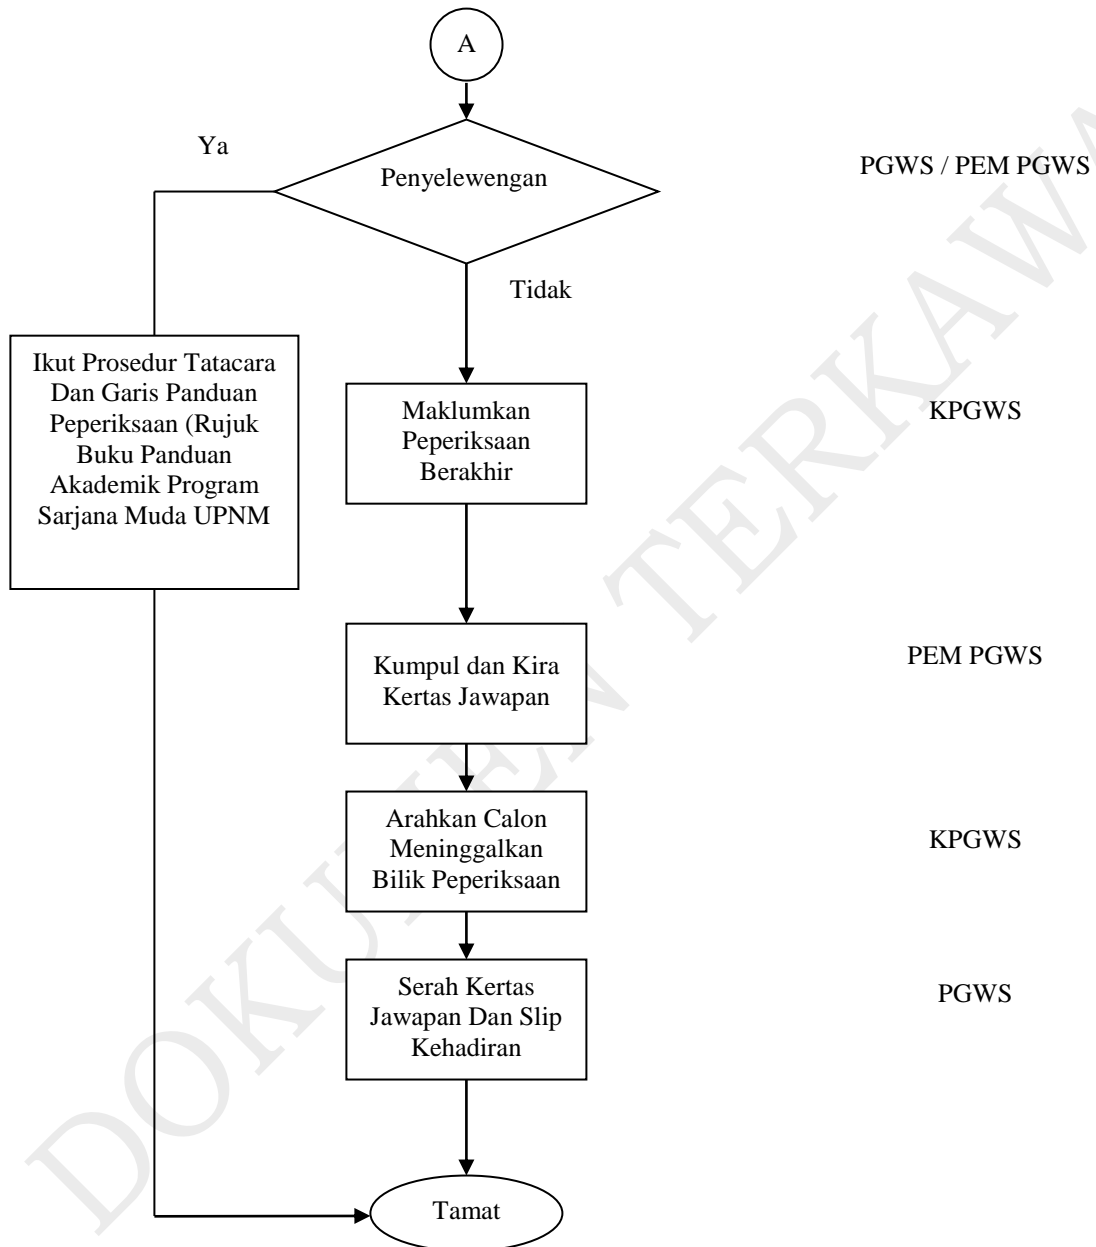 A
Ya
Penyelewengan
PGWS / PEM PGWS
Tidak
Ikut Prosedur Tatacara
Dan Garis Panduan
Peperiksaan (Rujuk
Buku Panduan
Akademik Program
Sarjana Muda UPNM
Maklumkan
Peperiksaan
Berakhir
KPGWS
Kumpul dan Kira
Kertas Jawapan
PEM PGWS
Arahkan Calon
Meninggalkan
Bilik Peperiksaan
KPGWS
Serah Kertas
Jawapan Dan Slip
Kehadiran
PGWS
Tamat
DOKUMEN TERKAWA